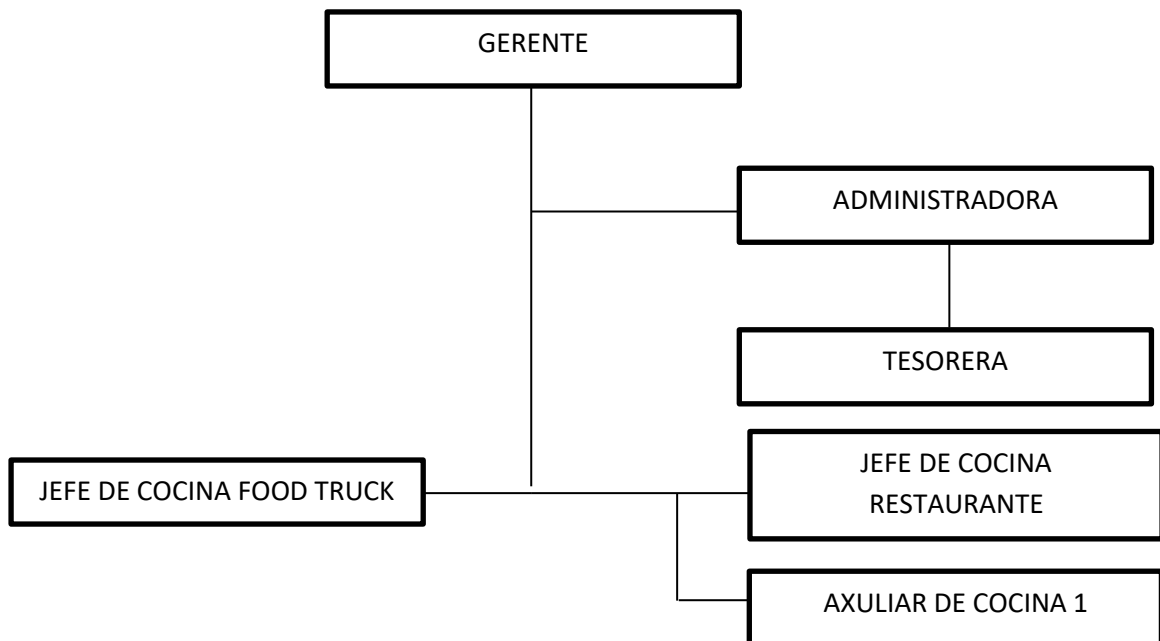 GERENTE
ADMINISTRADORA
TESORERA
JEFE DE COCINA FOOD TRUCK
JEFE DE COCINA
RESTAURANTE
AXULIAR DE COCINA 1